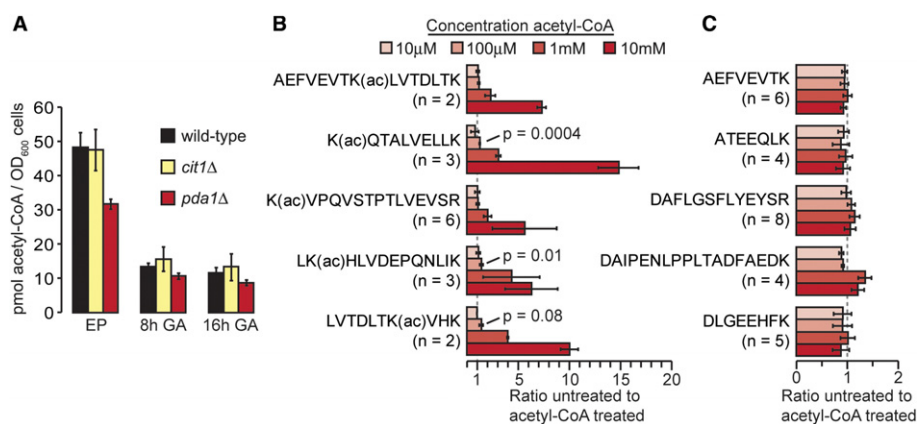 A
pmol acetyl-CoA / OD600 cells
60
50
40
30
20
10
0
wild-type
cit1Δ
pda1Δ
EP
8h GA
16h GA
B
Concentration acetyl-CoA
10μM
100μM
1mM
10mM
AEFVEVTK(ac)LVTDLTK
(n = 2)
K(ac)QTALVELLK
(n = 3)
p = 0.0004
K(ac)VPQVSTPTLVEVSR
(n = 6)
LK(ac)HLVDEPQNLIK
(n = 3)
p = 0.01
LVTDLTK(ac)VHK
(n = 2)
p = 0.08
1 5 10 15 20
Ratio untreated to
acetyl-CoA treated
C
AEFVEVTK
(n = 6)
ATEEQLK
(n = 4)
DAFLGSFLYEYSR
(n = 8)
DAIPENLPPLTADFAEDK
(n = 4)
DLGEEHFK
(n = 5)
0 1 2
Ratio untreated to
acetyl-CoA treated